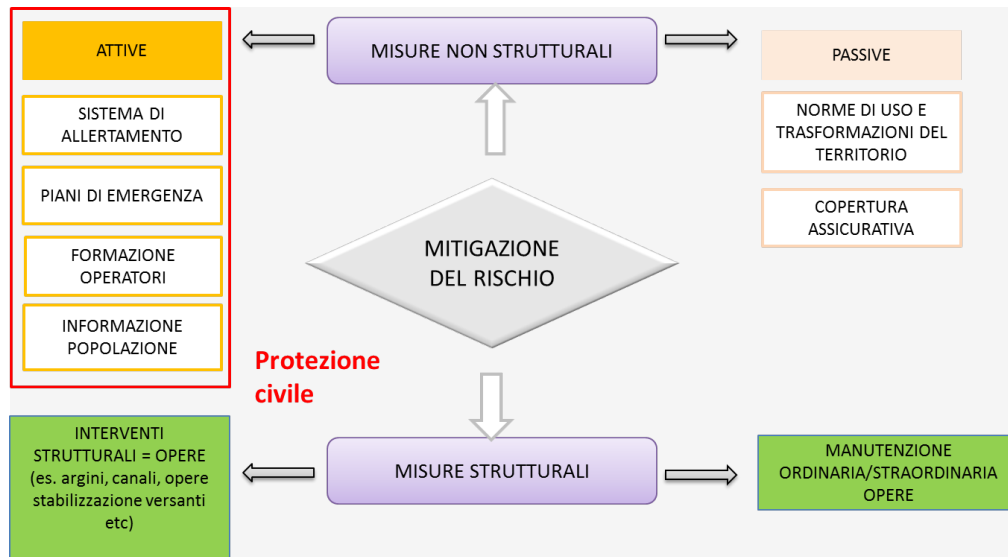 ATTIVE
MISURE NON STRUTTURALI
PASSIVE
SISTEMA DI
ALLERTAMENTO
PIANI DI EMERGENZA
FORMAZIONE
OPERATORI
INFORMAZIONE
POPOLAZIONE
NORME DI USO E
TRASFORMAZIONI DEL
TERRITORIO
COPERTURA
ASSICURATIVA
MITIGAZIONE
DEL RISCHIO
Protezione
civile
INTERVENTI
STRUTTURALI = OPERE
(es. argini, canali, opere
stabilizzazione versanti
etc)
MISURE STRUTTURALI
MANUTENZIONE
ORDINARIA/STRAORDINARIA
OPERE